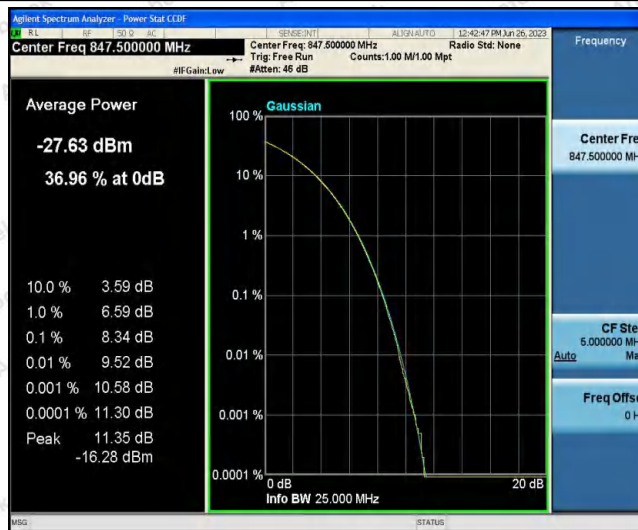 Agilent Spectrum Analyzer - Power Stat CCDF
RL RF 50 Ω AC SENSE:INT ALIGN AUTO 12:42:47 PM Jun 26, 2023
Center Freq 847.500000 MHz
Center Freq: 847.500000 MHz Radio Std: None
Trig: Free Run Counts:1.00 M/1.00 Mpt
#IFGain:Low #Atten: 46 dB
Frequency
Average Power
-27.63 dBm
36.96 % at 0dB
10.0 % 3.59 dB
1.0 % 6.59 dB
0.1 % 8.34 dB
0.01 % 9.52 dB
0.001 % 10.58 dB
0.0001 % 11.30 dB
Peak 11.35 dB
-16.28 dBm
Gaussian
100 %
10 %
1 %
0.1 %
0.01 %
0.001 %
0.0001 %
0 dB 20 dB
Info BW 25.000 MHz
Center Fre
847.500000 MH
CF Ste
5.000000 MH
Auto Ma
Freq Offse
0 H
MSG STATUS